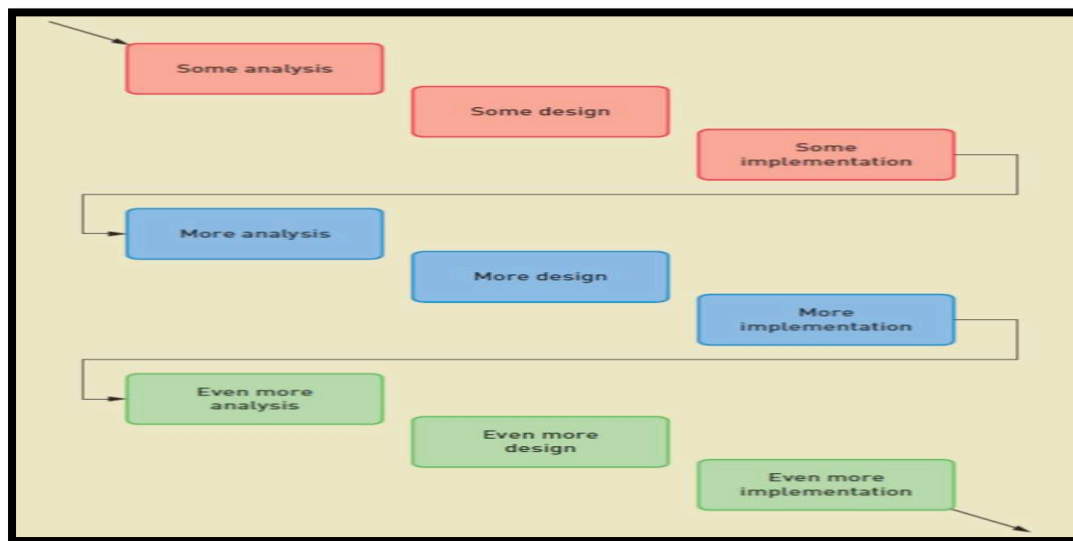 Some analysis
Some design
Some
implementation
More analysis
More design
More
implementation
Even more
analysis
Even more
design
Even more
implementation